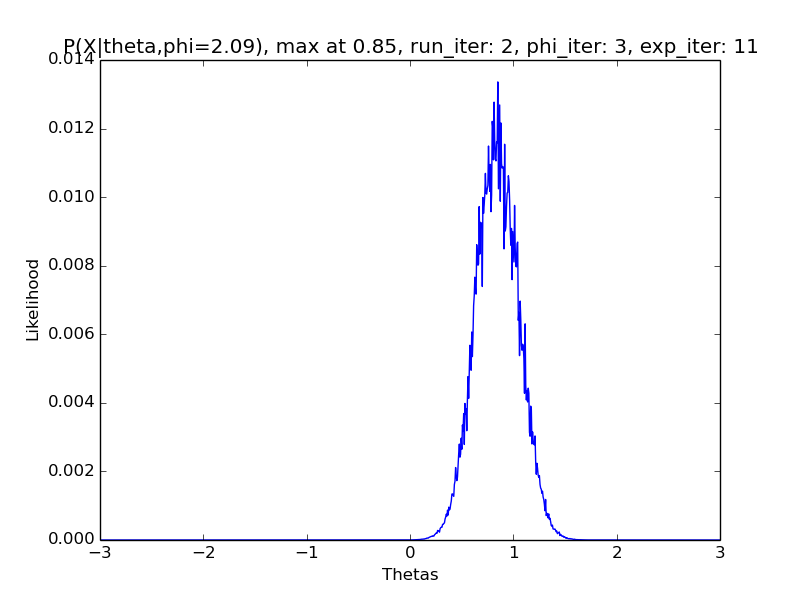 P(X|theta,phi=2.09), max at 0.85, run_iter: 2, phi_iter: 3, exp_iter: 11
0.014
0.012
0.010
0.008
0.006
0.004
0.002
0.000
Likelihood
−3 −2 −1 0 1 2 3
Thetas